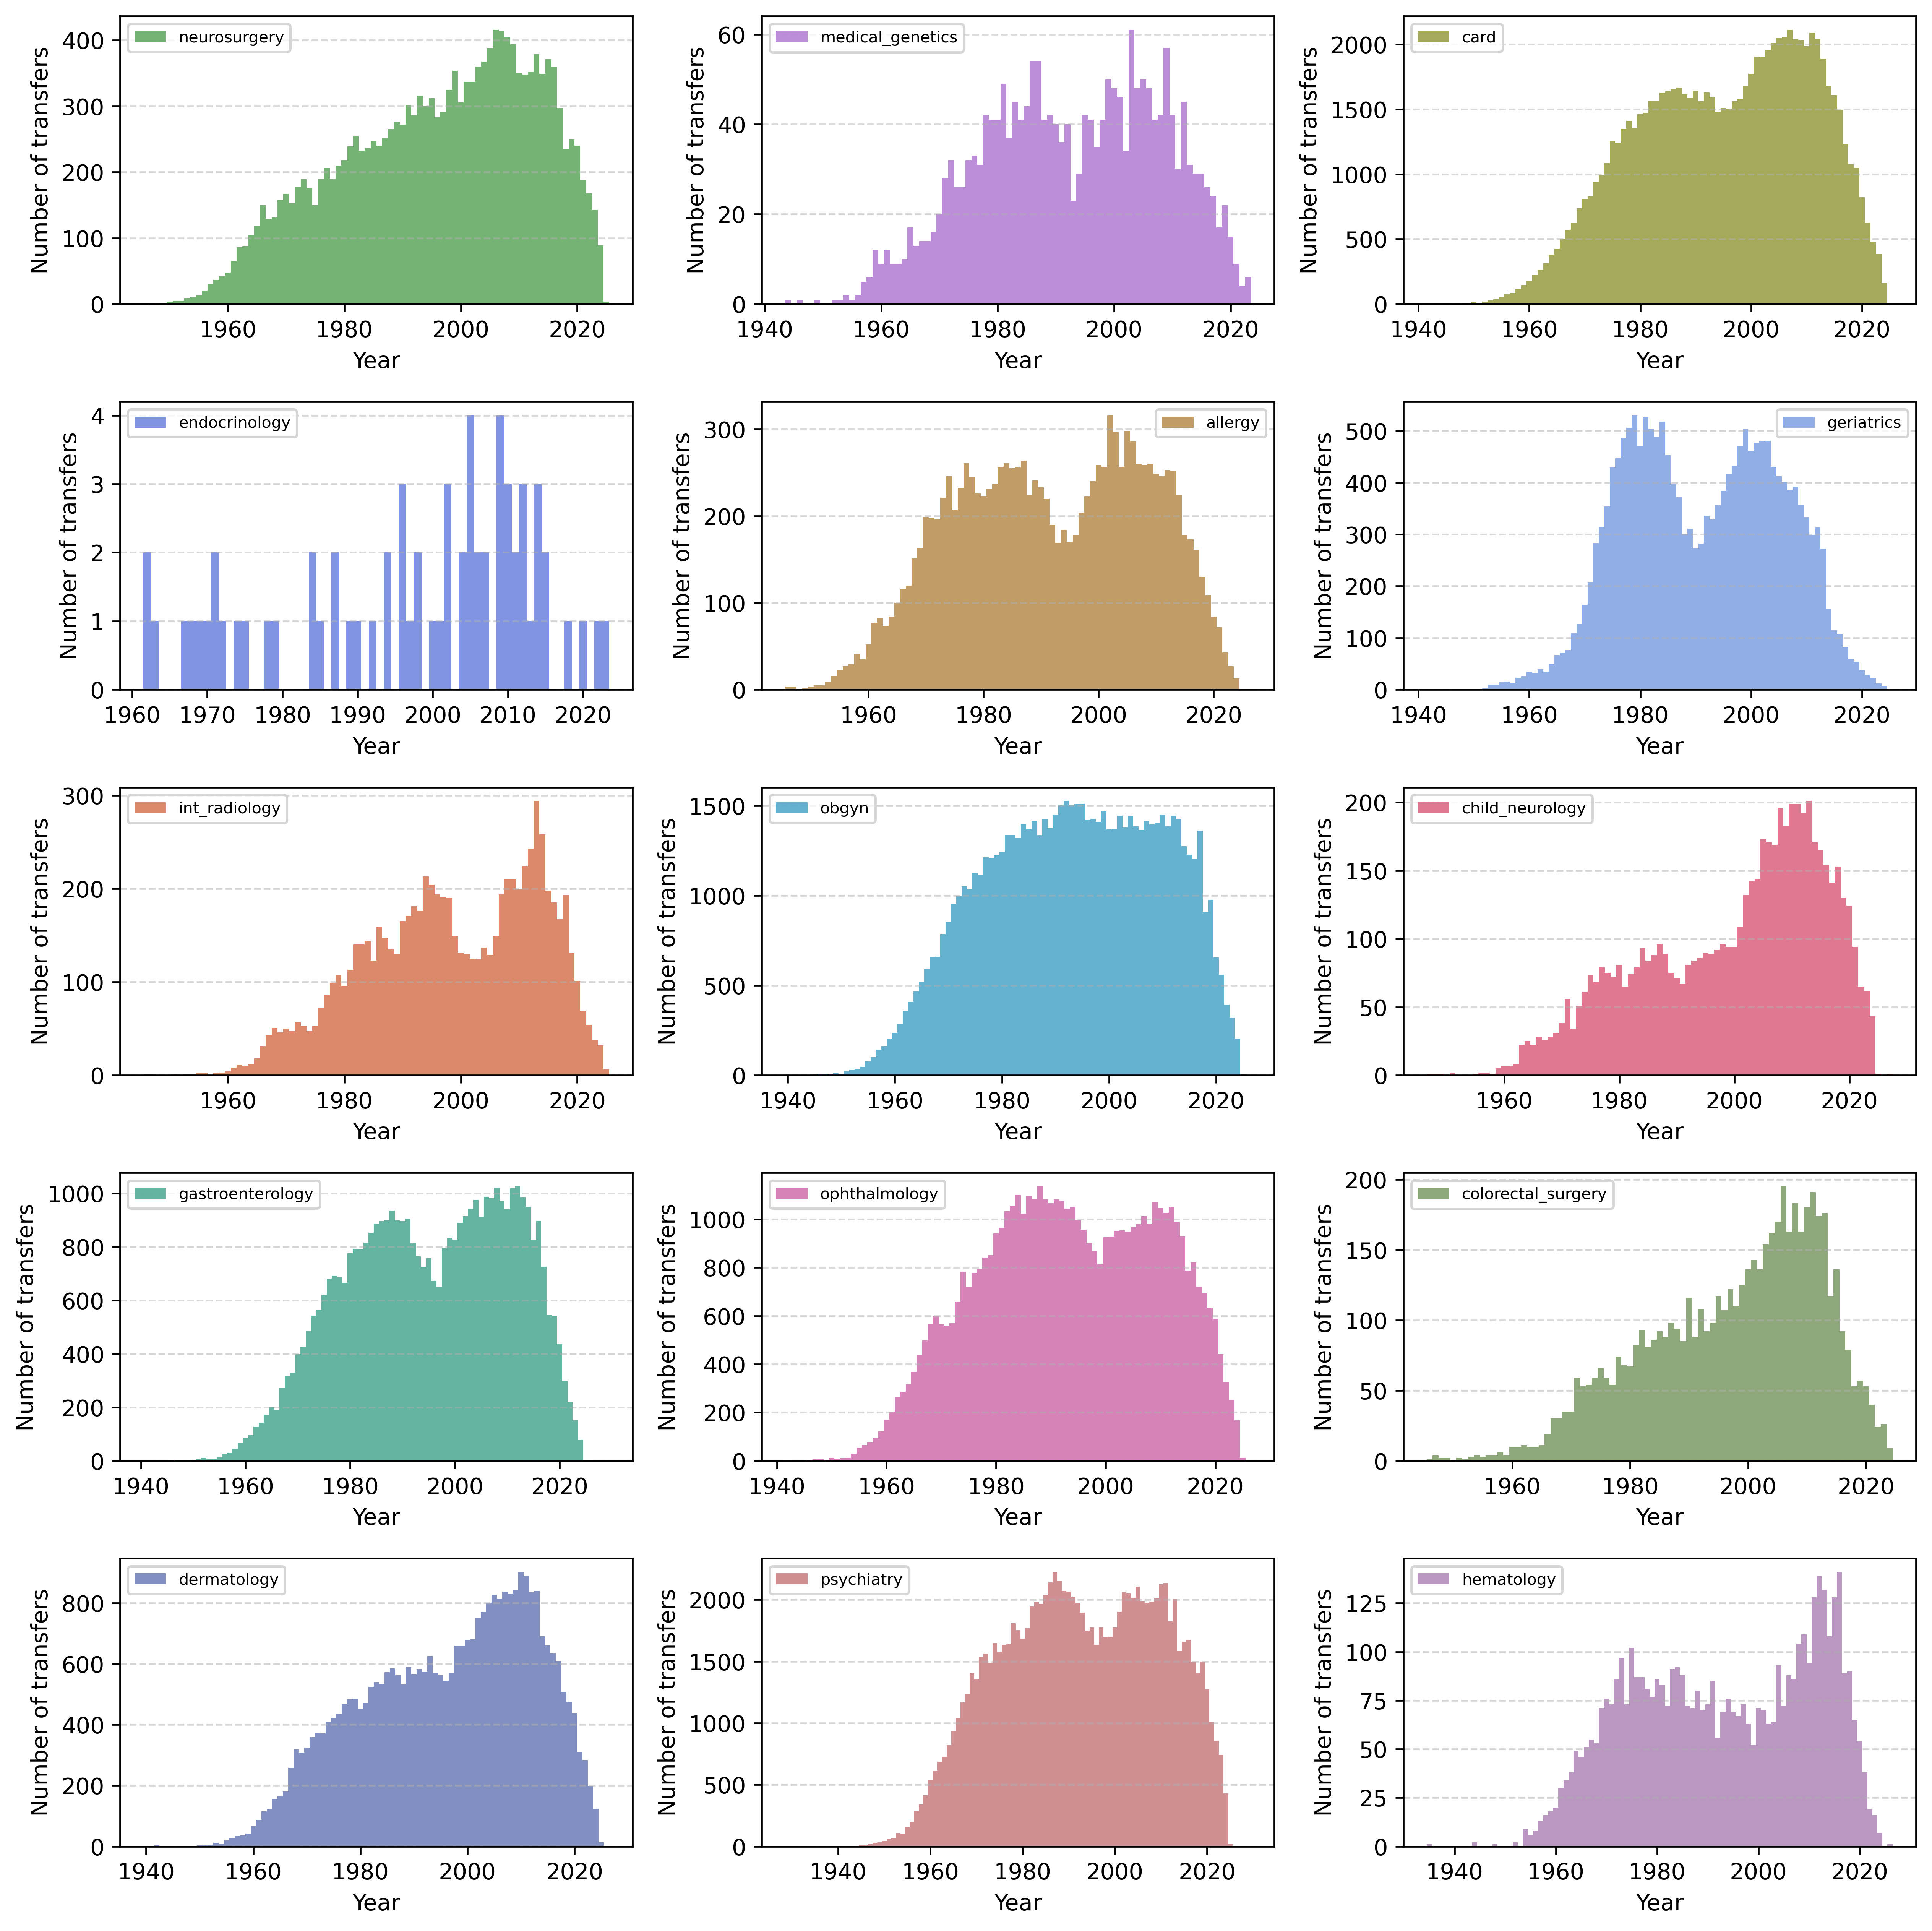 neurosurgery
Number of transfers
400
300
200
100
0
1960 1980 2000 2020
Year
medical_genetics
Number of transfers
60
40
20
0
1940 1960 1980 2000 2020
Year
card
Number of transfers
2000
1500
1000
500
0
1940 1960 1980 2000 2020
Year
endocrinology
Number of transfers
4
3
2
1
0
1960 1970 1980 1990 2000 2010 2020
Year
allergy
Number of transfers
300
200
100
0
1960 1980 2000 2020
Year
geriatrics
Number of transfers
500
400
300
200
100
0
1940 1960 1980 2000 2020
Year
int_radiology
Number of transfers
300
200
100
0
1960 1980 2000 2020
Year
obgyn
Number of transfers
1500
1000
500
0
1940 1960 1980 2000 2020
Year
child_neurology
Number of transfers
200
150
100
50
0
1960 1980 2000 2020
Year
gastroenterology
Number of transfers
1000
800
600
400
200
0
1940 1960 1980 2000 2020
Year
ophthalmology
Number of transfers
1000
800
600
400
200
0
1940 1960 1980 2000 2020
Year
colorectal_surgery
Number of transfers
200
150
100
50
0
1960 1980 2000 2020
Year
dermatology
Number of transfers
800
600
400
200
0
1940 1960 1980 2000 2020
Year
psychiatry
Number of transfers
2000
1500
1000
500
0
1940 1960 1980 2000 2020
Year
hematology
Number of transfers
125
100
75
50
25
0
1940 1960 1980 2000 2020
Year